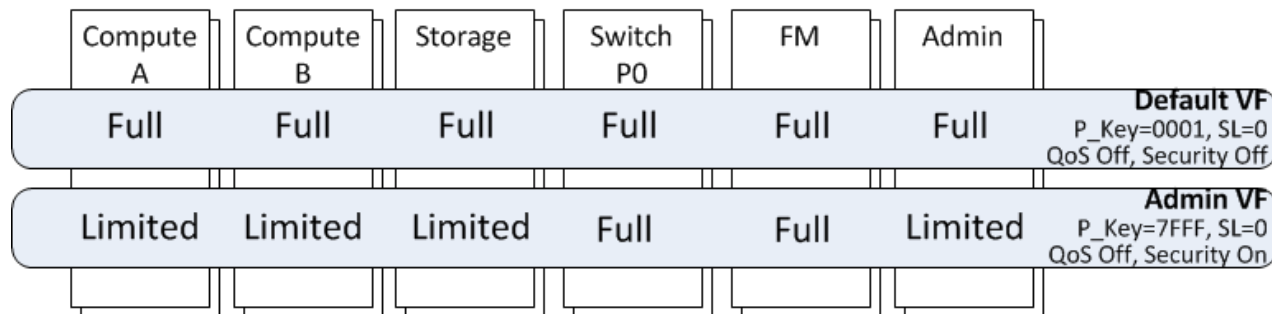 Compute
A
Compute
B
Storage
Switch
P0
FM
Admin
Full
Full
Full
Full
Full
Full
Default VF
P_Key=0001, SL=0
QoS Off, Security Off
Limited
Limited
Limited
Full
Full
Limited
Admin VF
P_Key=7FFF, SL=0
QoS Off, Security On